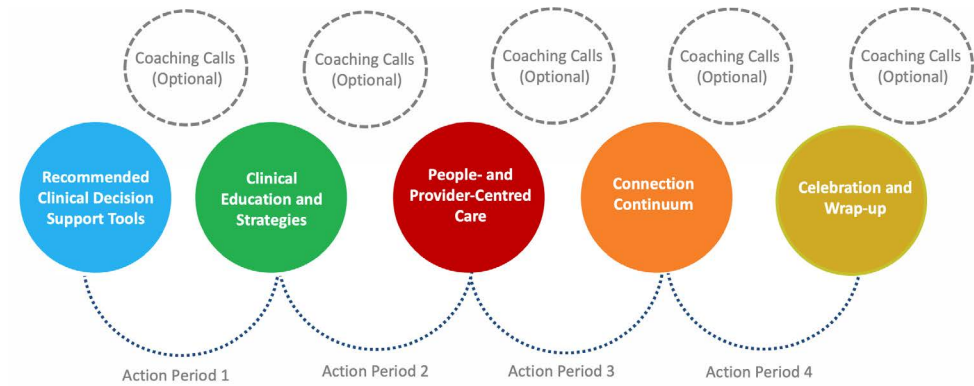 Coaching Calls
(Optional)
Coaching Calls
(Optional)
Coaching Calls
(Optional)
Coaching Calls
(Optional)
Coaching Calls
(Optional)
Recommended
Clinical Decision
Support Tools
Clinical
Education and
Strategies
People- and
Provider-Centred
Care
Connection
Continuum
Celebration and
Wrap-up
Action Period 1
Action Period 2
Action Period 3
Action Period 4